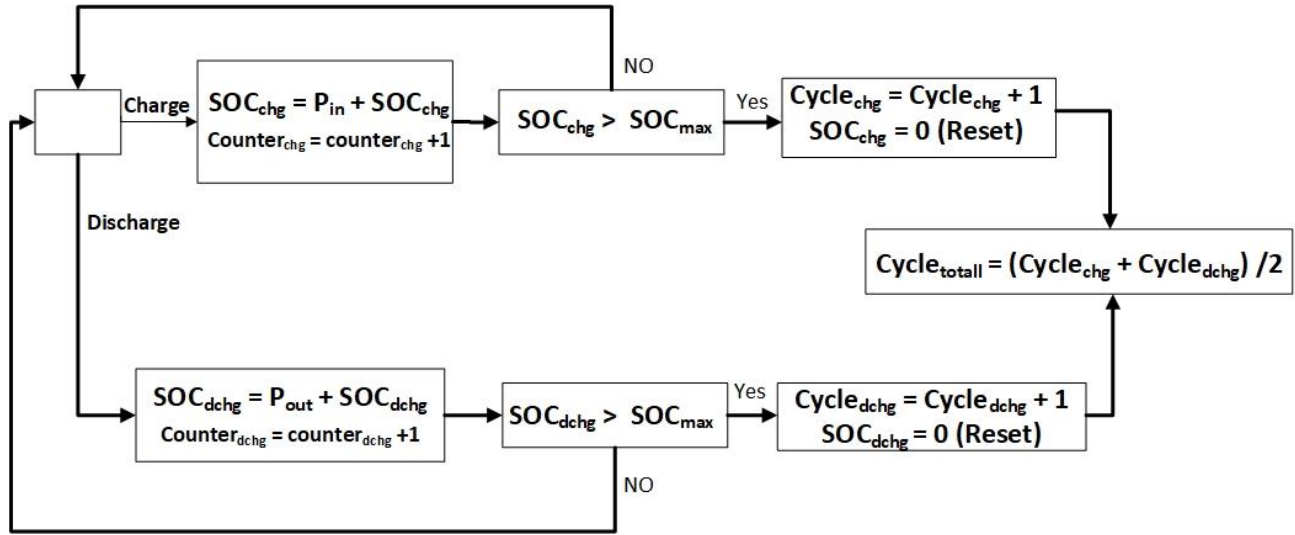 NO
Charge
SOCchg = Pin + SOCchg
Counterchg = counterchg +1
SOCchg > SOCmax
Yes
Cyclechg = Cyclechg + 1
SOCchg = 0 (Reset)
Discharge
Cycletotall = (Cyclechg + Cycledchg) /2
SOCdchg = Pout + SOCdchg
Counterdchg = counterdchg +1
SOCdchg > SOCmax
Yes
Cycledchg = Cycledchg + 1
SOCdchg = 0 (Reset)
NO